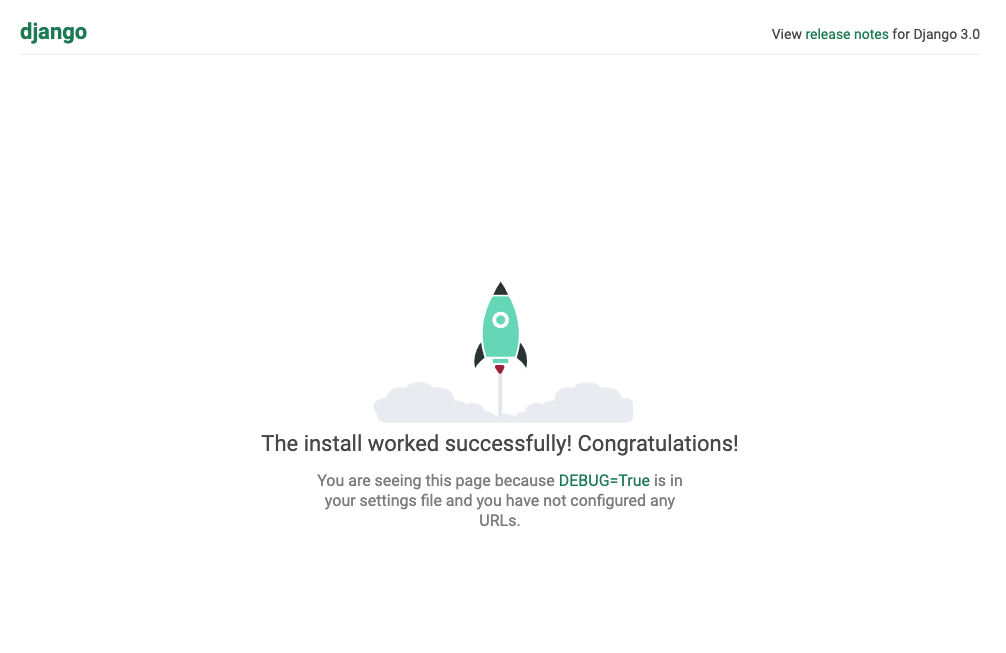 django
View release notes for Django 3.0
The install worked successfully! Congratulations!
You are seeing this page because DEBUG=True is in
your settings file and you have not configured any
URLs.